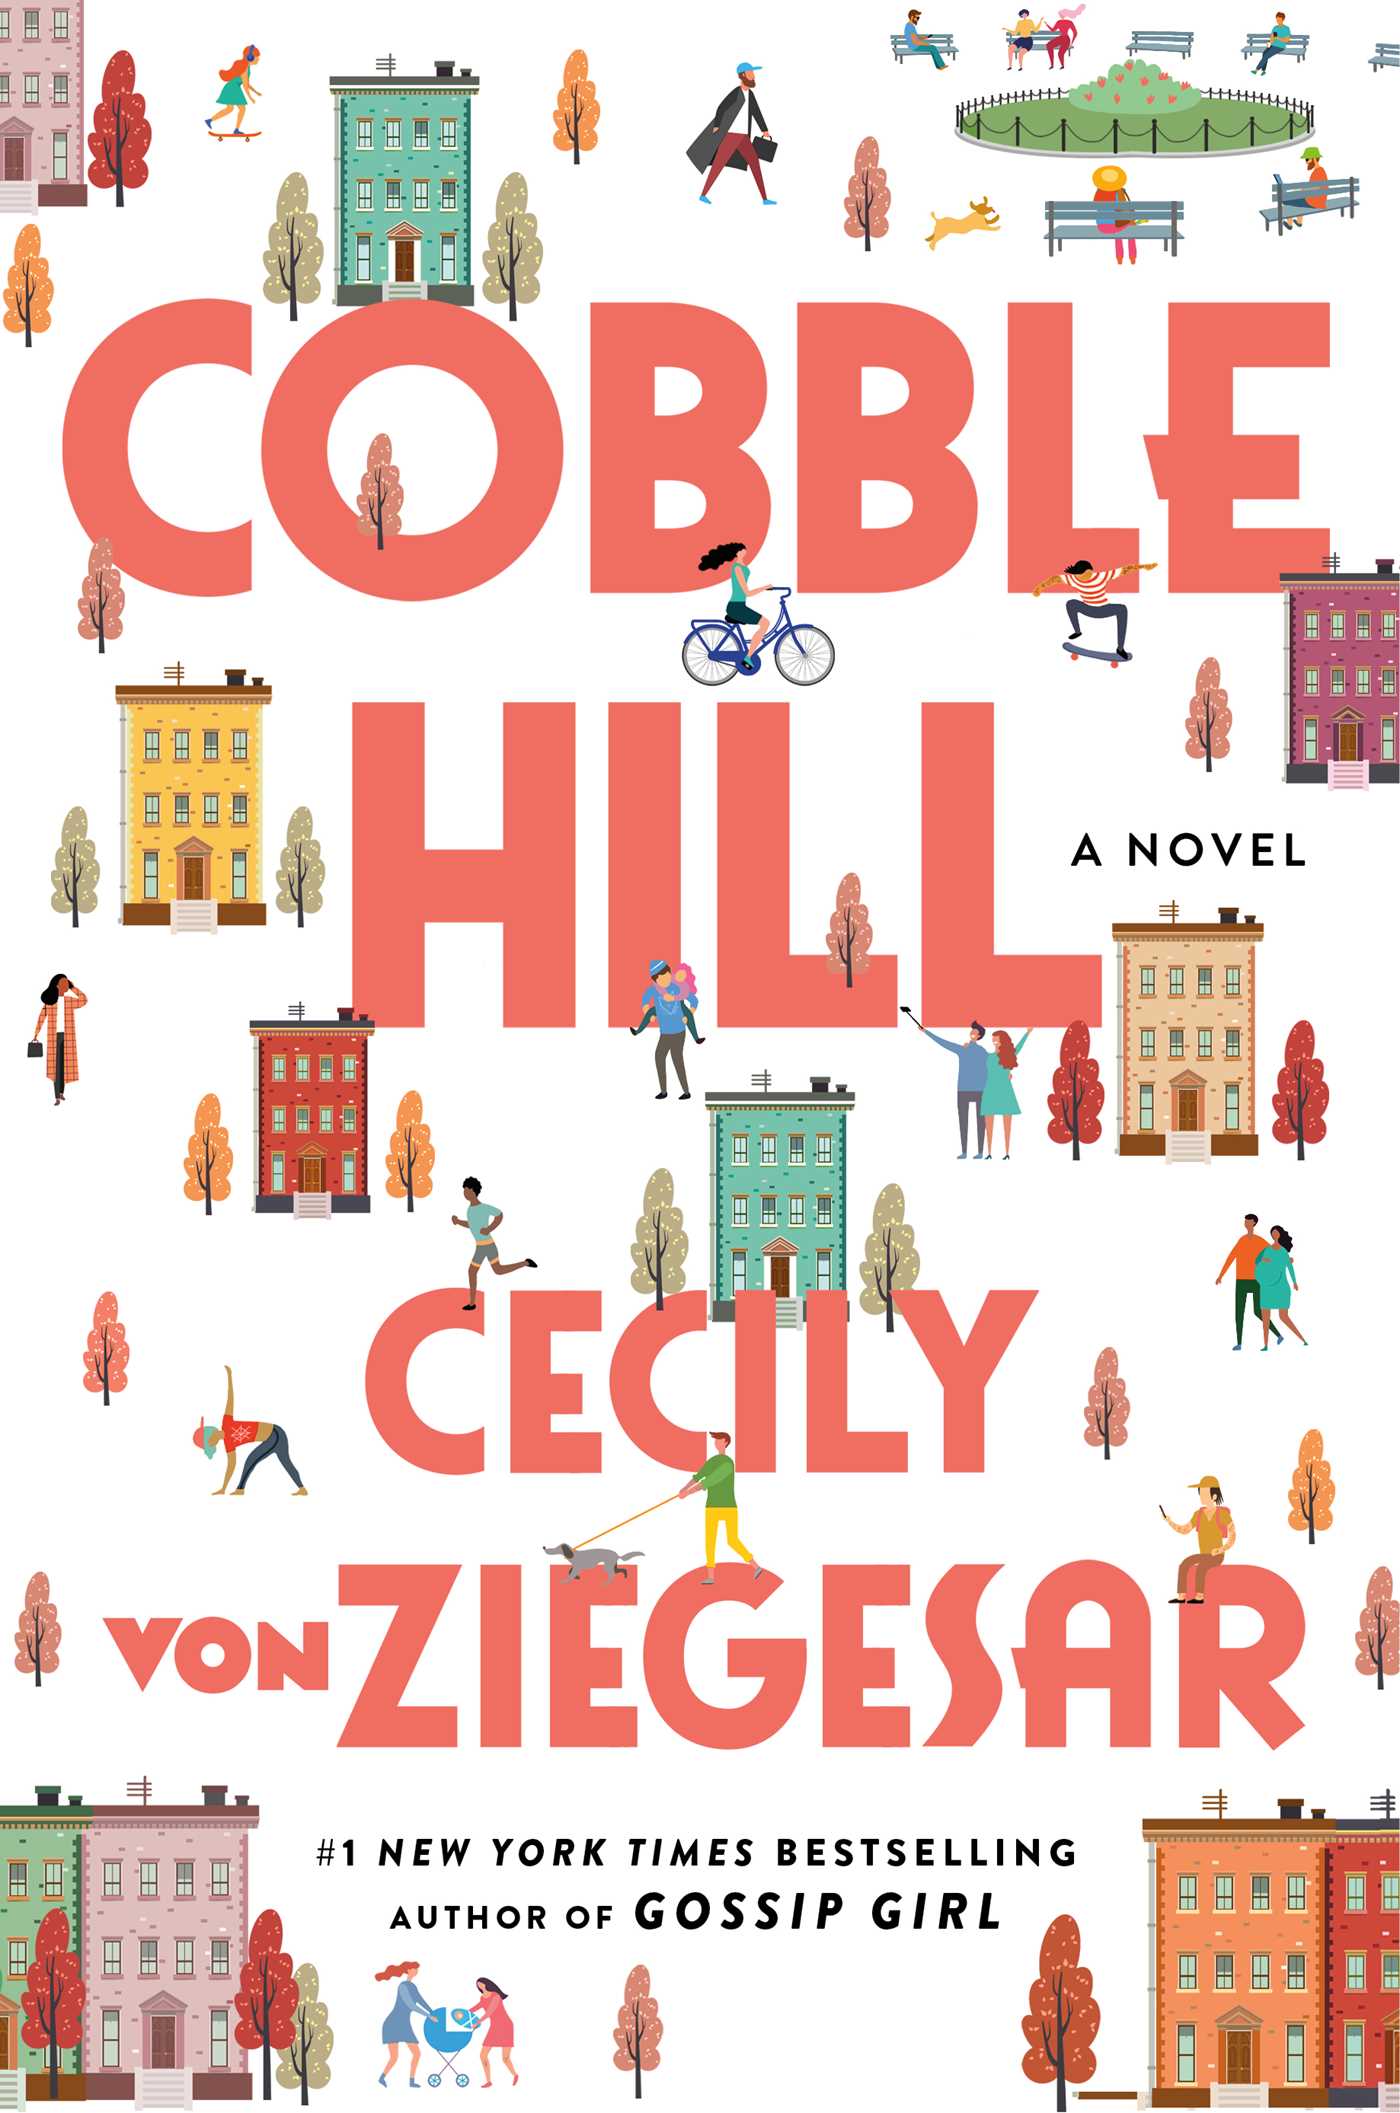 COBBLE
HILL
A NOVEL
CECILY
VON ZIEGESAR
#1 NEW YORK TIMES BESTSELLING
AUTHOR OF GOSSIP GIRL